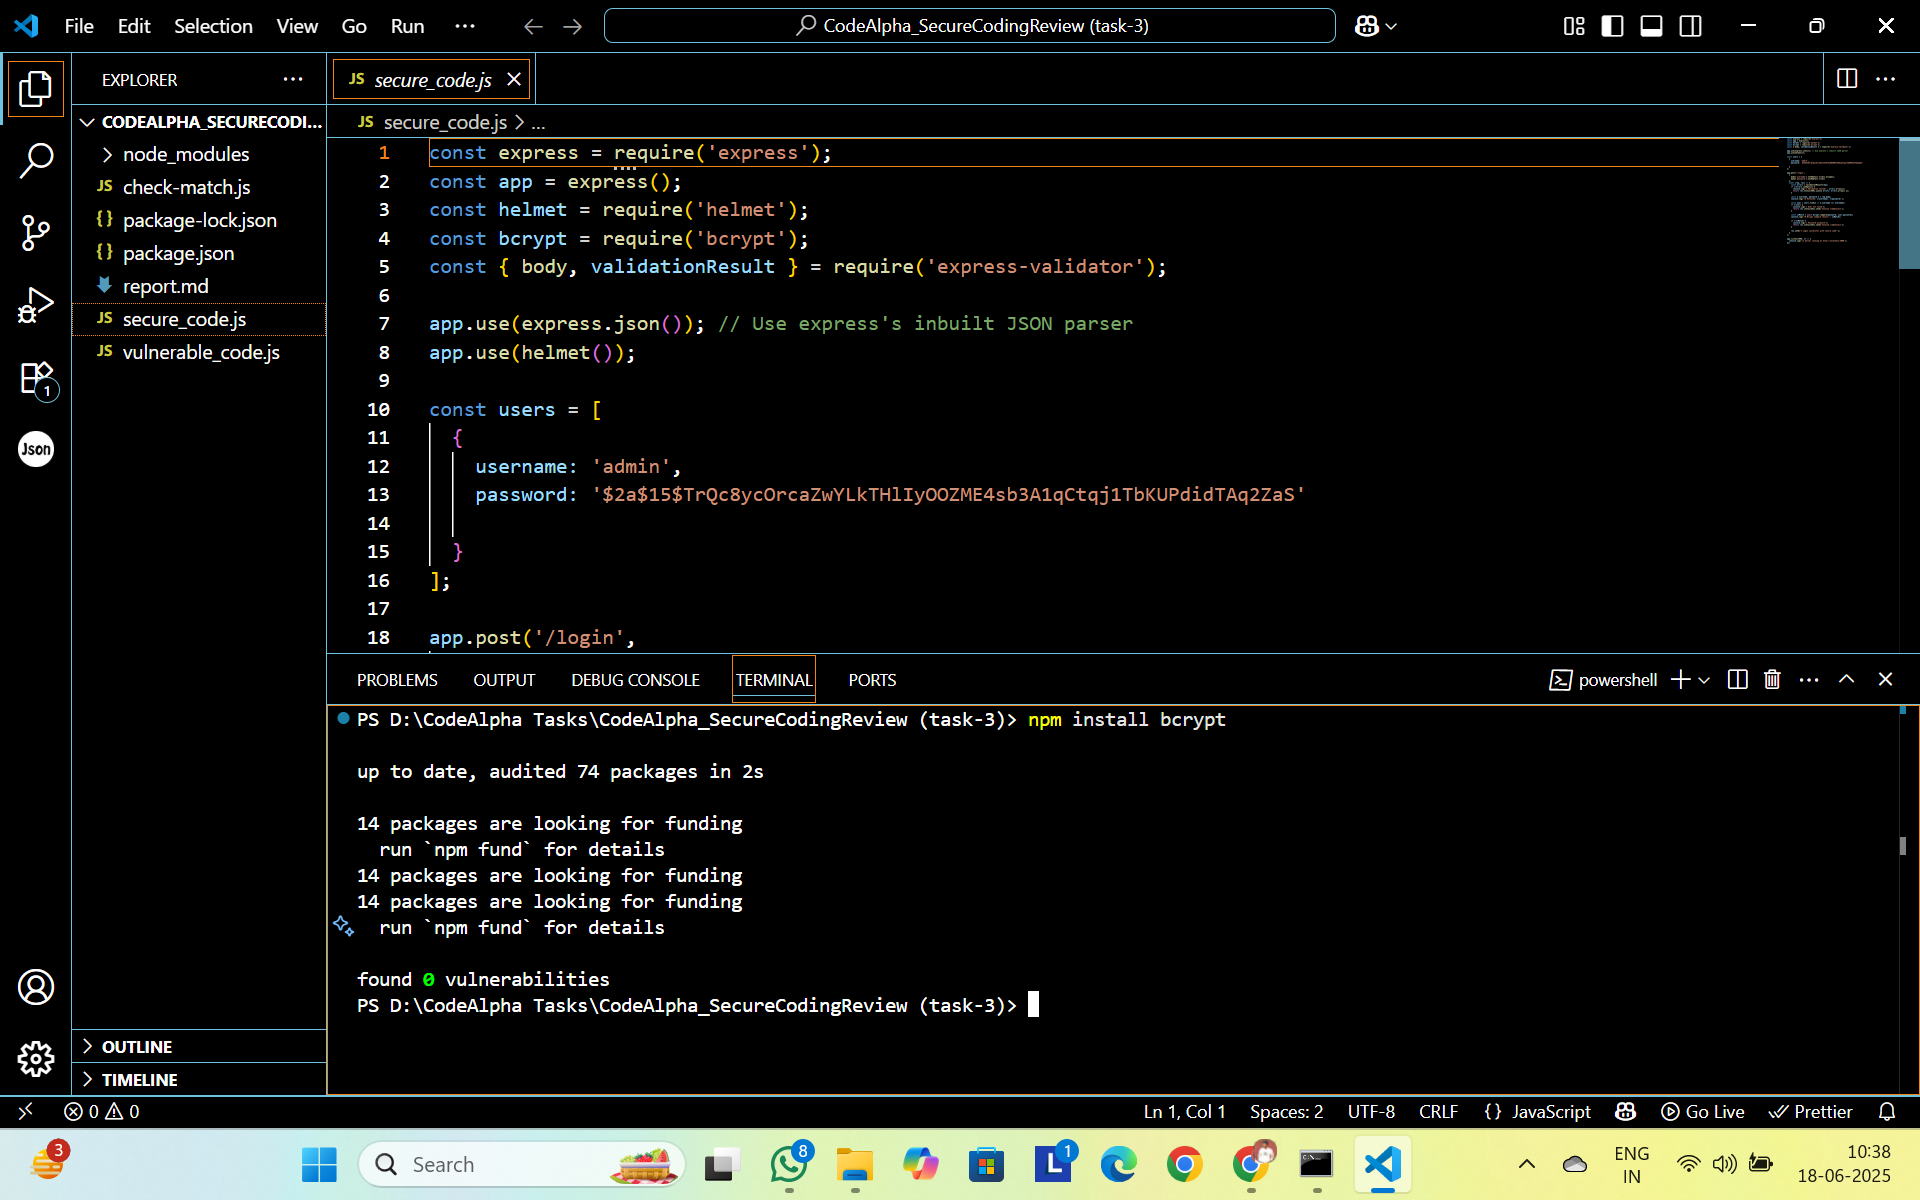 File Edit Selection View Go Run ··· CodeAlpha_SecureCodingReview (task-3)
EXPLORER ···
CODEALPHA_SECURECODI...
node_modules
JS check-match.js
{} package-lock.json
{} package.json
report.md
JS secure_code.js
JS vulnerable_code.js
1
Json
OUTLINE
TIMELINE
JS secure_code.js
JS secure_code.js > ...
1 const express = require('express');
2 const app = express();
3 const helmet = require('helmet');
4 const bcrypt = require('bcrypt');
5 const { body, validationResult } = require('express-validator');
6
7 app.use(express.json()); // Use express's inbuilt JSON parser
8 app.use(helmet());
9
10 const users = [
11 {
12 username: 'admin',
13 password: '$2a$15$TrQc8ycOrcaZwYLkTHlIyOOZME4sb3A1qCtqj1TbKUPdidTAq2ZaS'
14
15 }
16 ];
17
18 app.post('/login',
PROBLEMS OUTPUT DEBUG CONSOLE TERMINAL PORTS powershell
PS D:\CodeAlpha Tasks\CodeAlpha_SecureCodingReview (task-3)> npm install bcrypt
up to date, audited 74 packages in 2s
14 packages are looking for funding
run `npm fund` for details
14 packages are looking for funding
14 packages are looking for funding
run `npm fund` for details
found 0 vulnerabilities
PS D:\CodeAlpha Tasks\CodeAlpha_SecureCodingReview (task-3)>
0 0 Ln 1, Col 1 Spaces: 2 UTF-8 CRLF {} JavaScript Go Live Prettier
3 Search 8 L 1 ENG 10:38
IN 18-06-2025